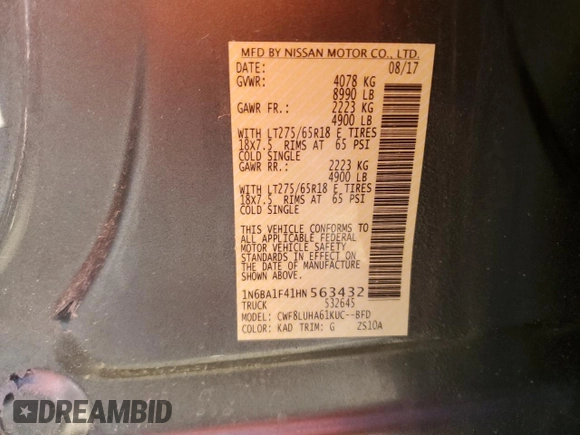 MFD BY NISSAN MOTOR CO., LTD.
DATE: 08/17
GVWR: 4078 KG
8990 LB
GAWR FR.: 2223 KG
4900 LB
WITH LT275/65R18 E TIRES
18x7.5 RIMS AT 65 PSI
COLD SINGLE
GAWR RR.: 2223 KG
4900 LB
WITH LT275/65R18 E TIRES
18x7.5 RIMS AT 65 PSI
COLD SINGLE
THIS VEHICLE CONFORMS TO
ALL APPLICABLE FEDERAL
MOTOR VEHICLE SAFETY
STANDARDS IN EFFECT ON
THE DATE OF MANUFACTURE
SHOWN ABOVE.
1N6BA1F41HN563432
TRUCK 532645
MODEL: CWF8LUHA61KUC--BFD
COLOR: KAD TRIM: G ZS10A
DREAMBID